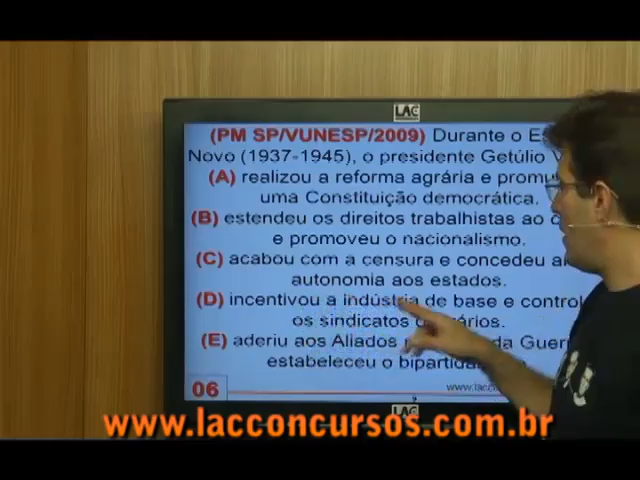 LAC
(PM SP/VUNESP/2009) Durante o
Novo (1937-1945), o presidente Getúlio
(A) realizou a reforma agrária e
uma Constituição democrática.
(B) estendeu os direitos trabalhistas ao
e promoveu o nacionalismo.
(C) acabou com a censura e concedeu
autonomia aos estados.
(D) incentivou a indústria de base e
os sindicatos
(E) aderiu aos Aliados da
estabeleceu o
06
LAC
www.lacconcursos.com.br